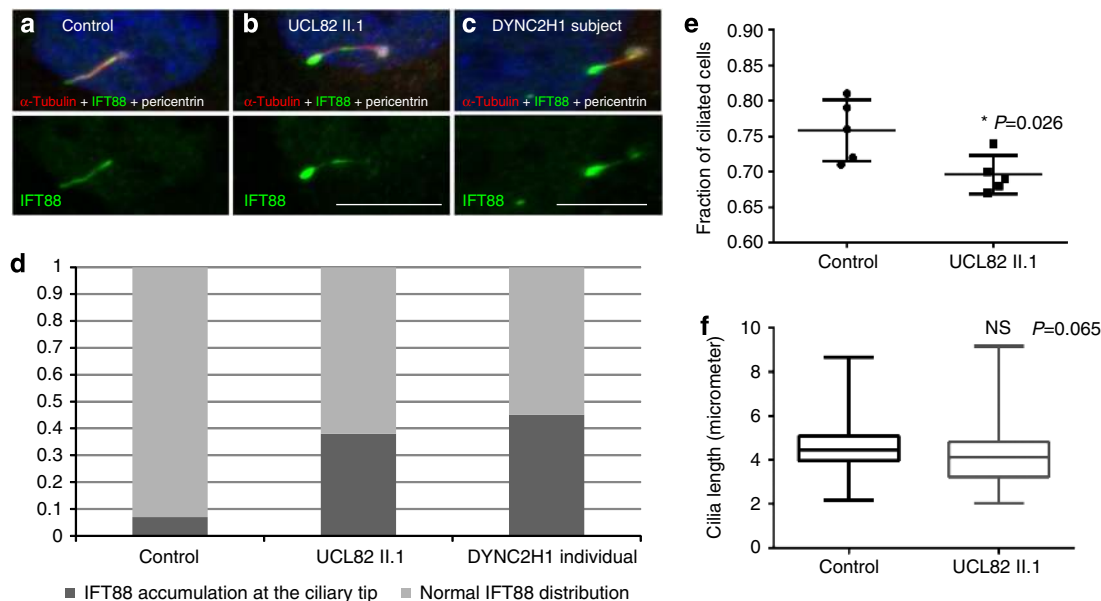 a Control
α-Tubulin + IFT88 + pericentrin
IFT88
b UCL82 II.1
α-Tubulin + IFT88 + pericentrin
IFT88
c DYNC2H1 subject
α-Tubulin + IFT88 + pericentrin
IFT88
d
1
0.9
0.8
0.7
0.6
0.5
0.4
0.3
0.2
0.1
0
Control UCL82 II.1 DYNC2H1 individual
IFT88 accumulation at the ciliary tip Normal IFT88 distribution
e
Fraction of ciliated cells
0.90
0.85
0.80
0.75
0.70
0.65
0.60
* P=0.026
Control UCL82 II.1
f
Cilia length (micrometer)
10
8
6
4
2
0
NS P=0.065
Control UCL82 II.1